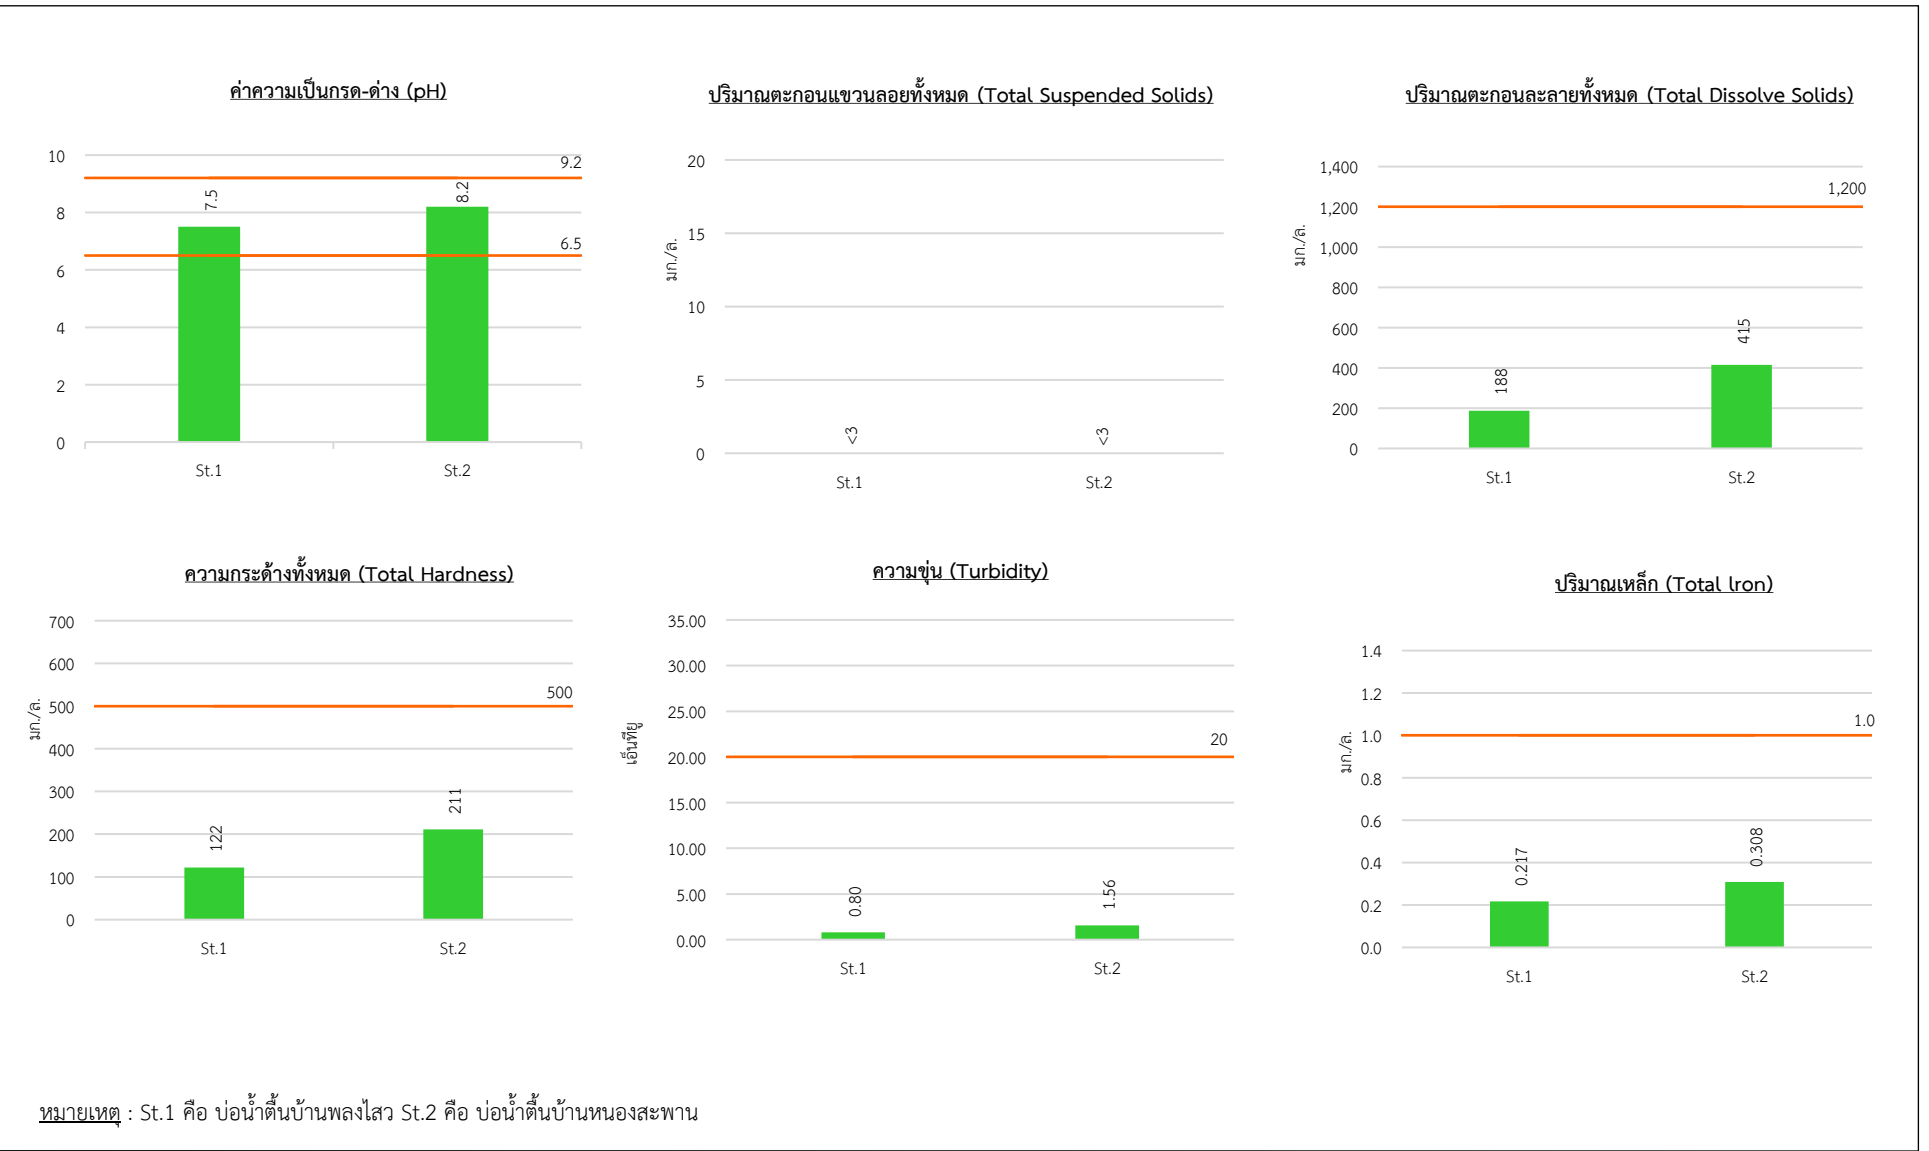 ค่าความเป็นกรด-ด่าง (pH)
10
8
6
4
2
0
9.2
6.5
7.5
8.2
St.1
St.2
ปริมาณตะกอนแขวนลอยทั้งหมด (Total Suspended Solids)
มก./ล.
20
15
10
5
0
<3
<3
St.1
St.2
ปริมาณตะกอนละลายทั้งหมด (Total Dissolve Solids)
มก./ล.
1,400
1,200
1,000
800
600
400
200
0
1,200
188
415
St.1
St.2
ความกระด้างทั้งหมด (Total Hardness)
มก./ล.
700
600
500
400
300
200
100
0
500
122
211
St.1
St.2
ความขุ่น (Turbidity)
เอ็นทียู
35.00
30.00
25.00
20.00
15.00
10.00
5.00
0.00
20
0.80
1.56
St.1
St.2
ปริมาณเหล็ก (Total lron)
มก./ล.
1.4
1.2
1.0
0.8
0.6
0.4
0.2
0.0
1.0
0.217
0.308
St.1
St.2
หมายเหตุ : St.1 คือ บ่อน้ำตื้นบ้านพลงไสว St.2 คือ บ่อน้ำตื้นบ้านหนองสะพาน